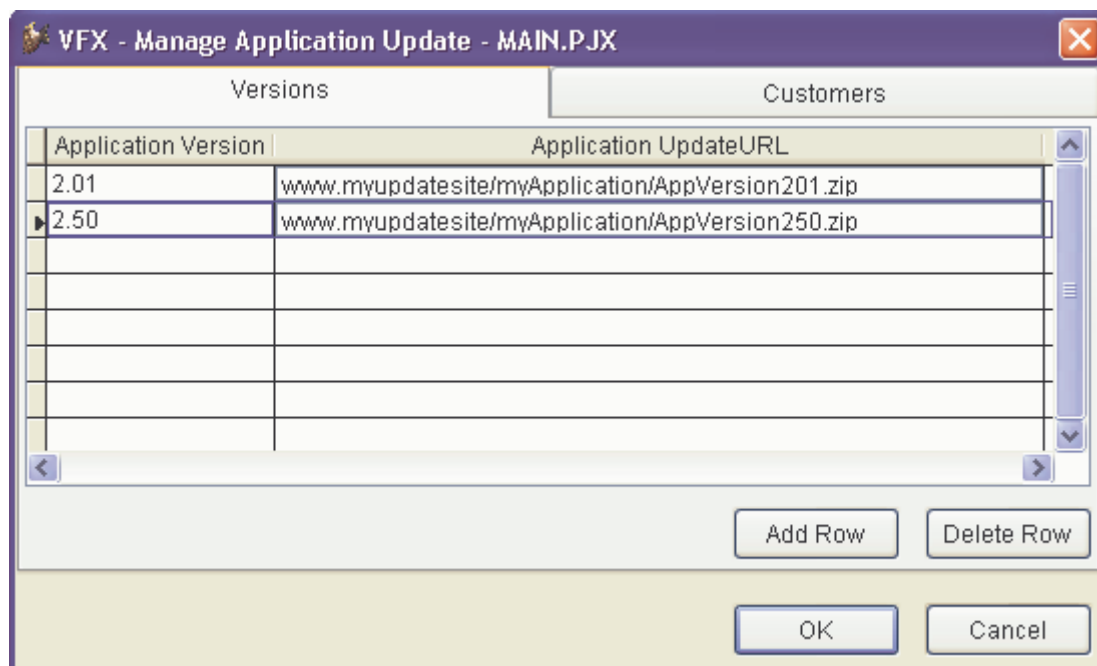 VFX - Manage Application Update - MAIN.PJX
Versions Customers
Application Version Application UpdateURL
2.01 www.myupdatesite/myApplication/AppVersion201.zip
2.50 www.myupdatesite/myApplication/AppVersion250.zip
Add Row Delete Row
OK Cancel